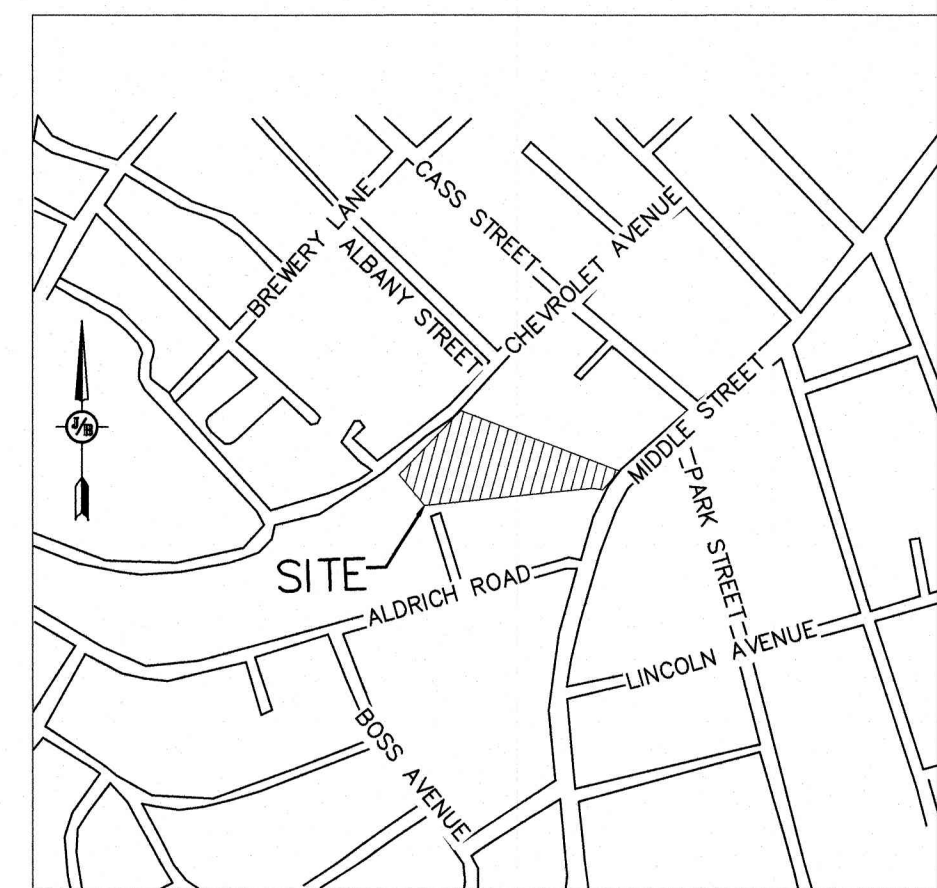 CASS STREET
BREWERY LANE
CHEVROLET AVENUE
ALBANY STREET
MIDDLE STREET
J/B
PARK STREET
SITE
ALDRICH ROAD
LINCOLN AVENUE
BOSS AVENUE